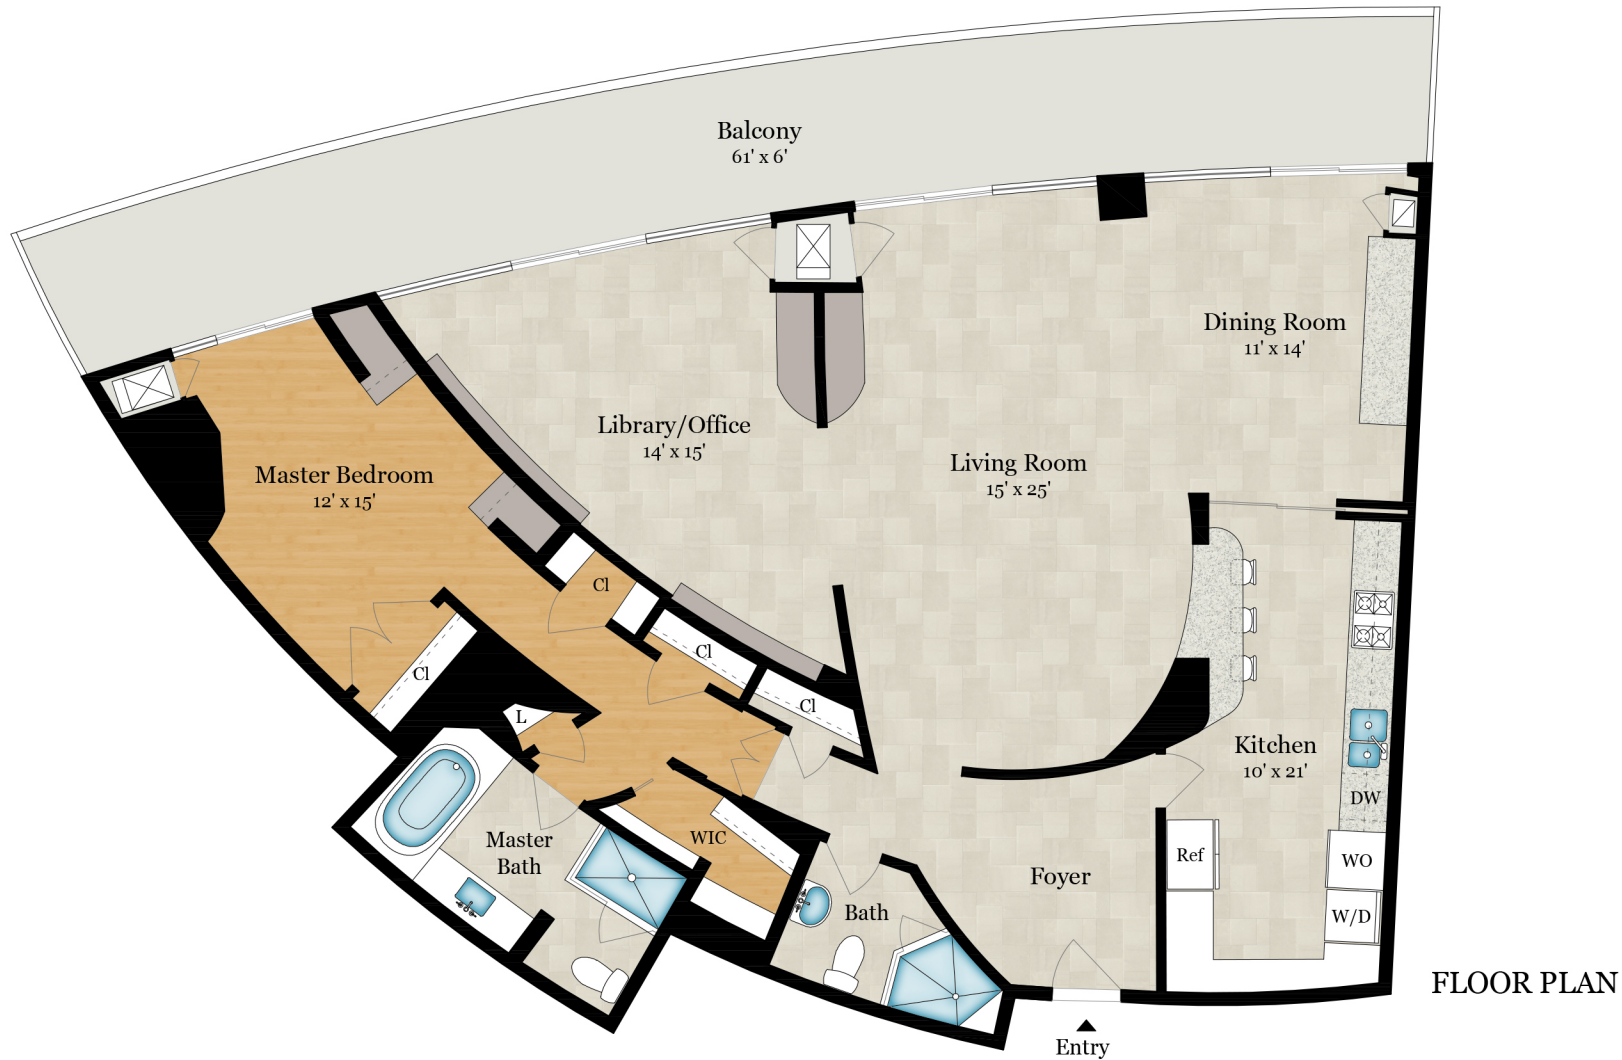 Balcony
61' x 6'
Dining Room
11' x 14'
Library/Office
14' x 15'
Living Room
15' x 25'
Master Bedroom
12' x 15'
Cl
Cl
Cl
Cl
L
Kitchen
10' x 21'
DW
WIC
Master
Bath
Ref
WO
Foyer
Bath
W/D
FLOOR PLAN
Entry